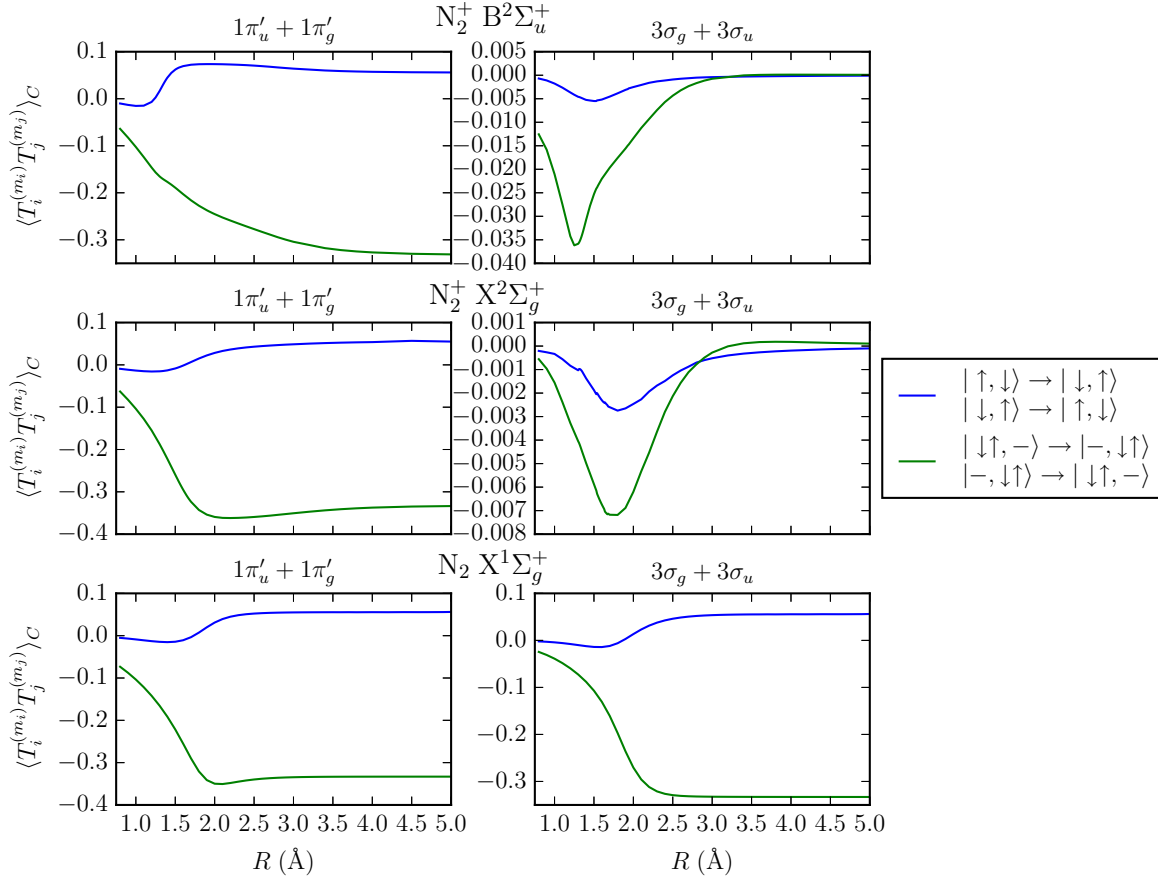 N₂⁺ B²Σᵤ⁺
1π′ᵤ + 1π′g
3σg + 3σᵤ
⟨Tᵢ^(mᵢ) Tⱼ^(mⱼ)⟩_C
0.1
0.0
−0.1
−0.2
−0.3
0.005
0.000
−0.005
−0.010
−0.015
−0.020
−0.025
−0.030
−0.035
−0.040
N₂⁺ X²Σg⁺
1π′ᵤ + 1π′g
3σg + 3σᵤ
⟨Tᵢ^(mᵢ) Tⱼ^(mⱼ)⟩_C
0.1
0.0
−0.1
−0.2
−0.3
−0.4
0.001
0.000
−0.001
−0.002
−0.003
−0.004
−0.005
−0.006
−0.007
−0.008
| ↑, ↓⟩ → | ↓, ↑⟩
| ↓, ↑⟩ → | ↑, ↓⟩
| ↓↑, −⟩ → |−, ↓↑⟩
|−, ↓↑⟩ → | ↓↑, −⟩
N₂ X¹Σg⁺
1π′ᵤ + 1π′g
3σg + 3σᵤ
⟨Tᵢ^(mᵢ) Tⱼ^(mⱼ)⟩_C
0.1
0.0
−0.1
−0.2
−0.3
−0.4
0.1
0.0
−0.1
−0.2
−0.3
1.0 1.5 2.0 2.5 3.0 3.5 4.0 4.5 5.0
1.0 1.5 2.0 2.5 3.0 3.5 4.0 4.5 5.0
R (Å)
R (Å)